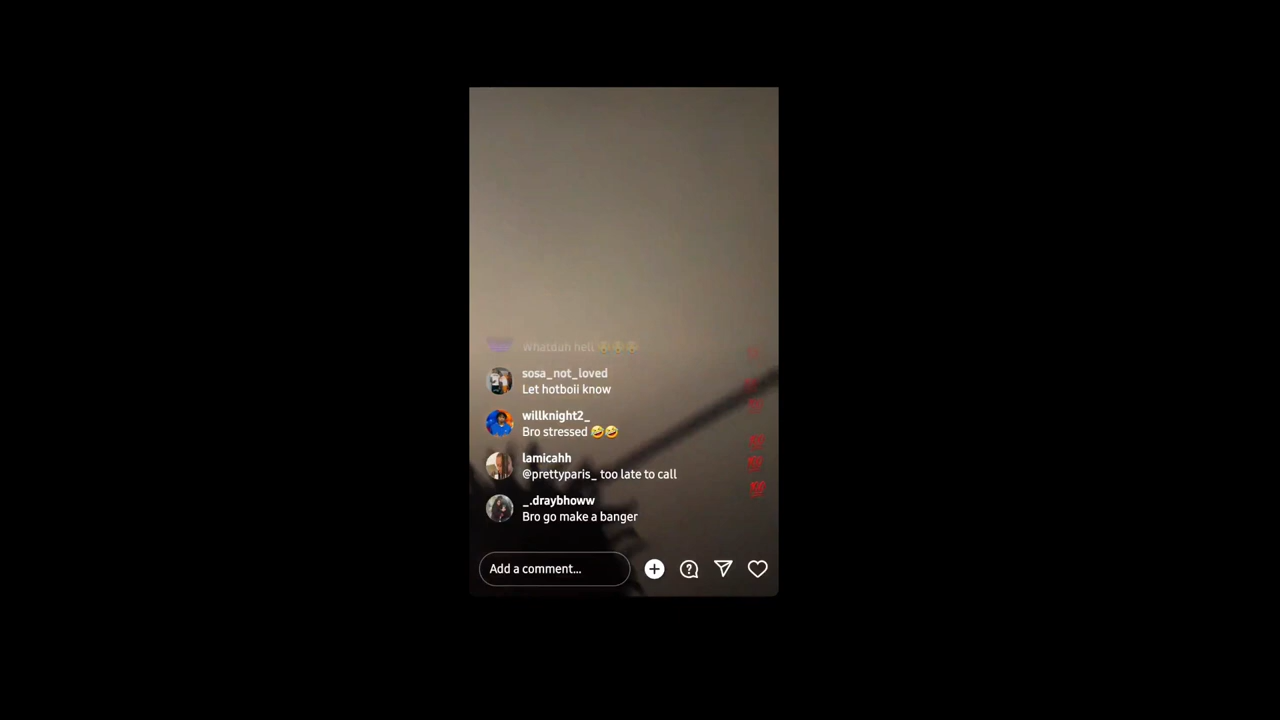 Whatduh hell 😭😭😭
sosa_not_loved
Let hotboii know
willknight2_
Bro stressed 🤣🤣
lamicahh
@prettyparis_ too late to call
_.draybhoww
Bro go make a banger
Add a comment...